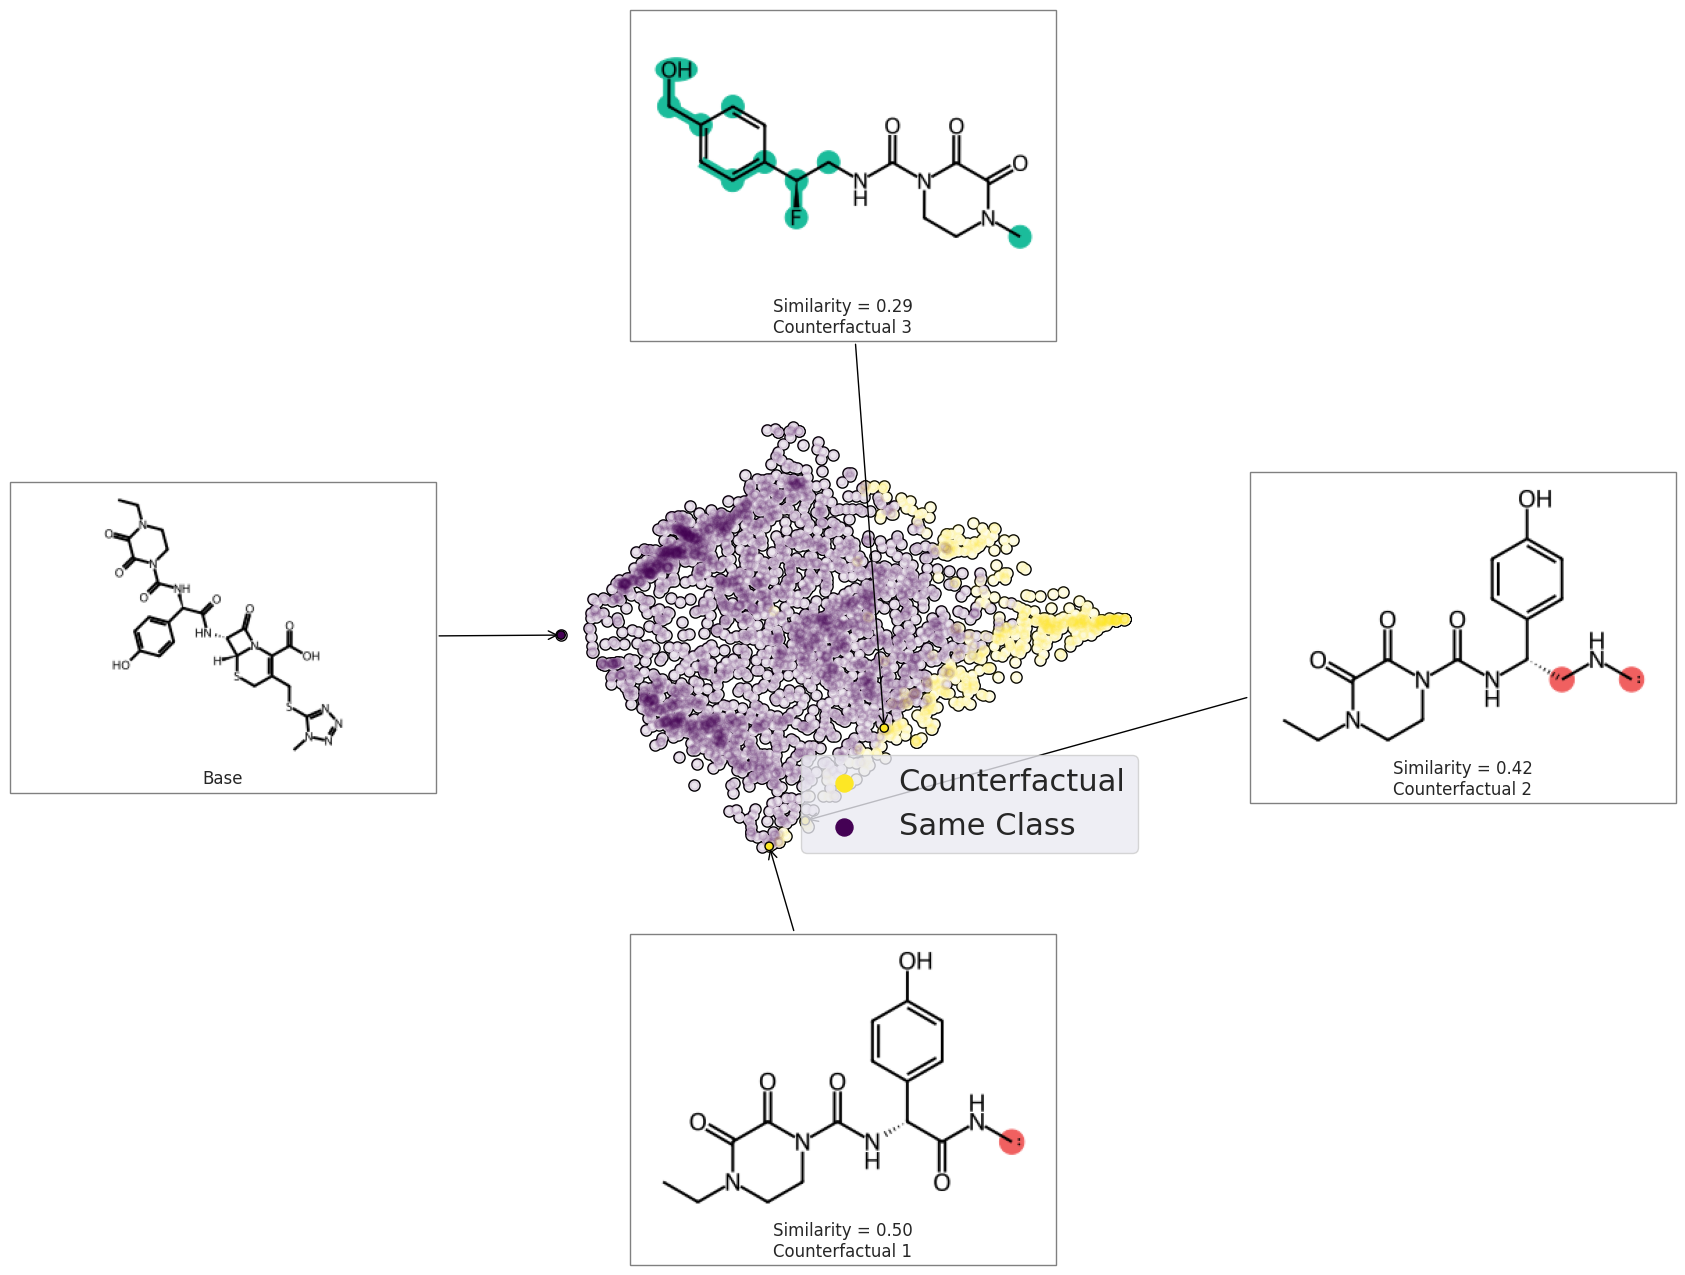 OH
F
O
N
H
O
N
O
N
Similarity = 0.29
Counterfactual 3
N
O
O
N
O
NH
O
HO
HN
O
N
H
S
O
OH
S
N
N
N
N
Base
OH
O
O
O
N
N
N
H
H
N
:
Similarity = 0.42
Counterfactual 2
Counterfactual
Same Class
OH
O
O
O
N
N
N
H
O
H
N
:
Similarity = 0.50
Counterfactual 1